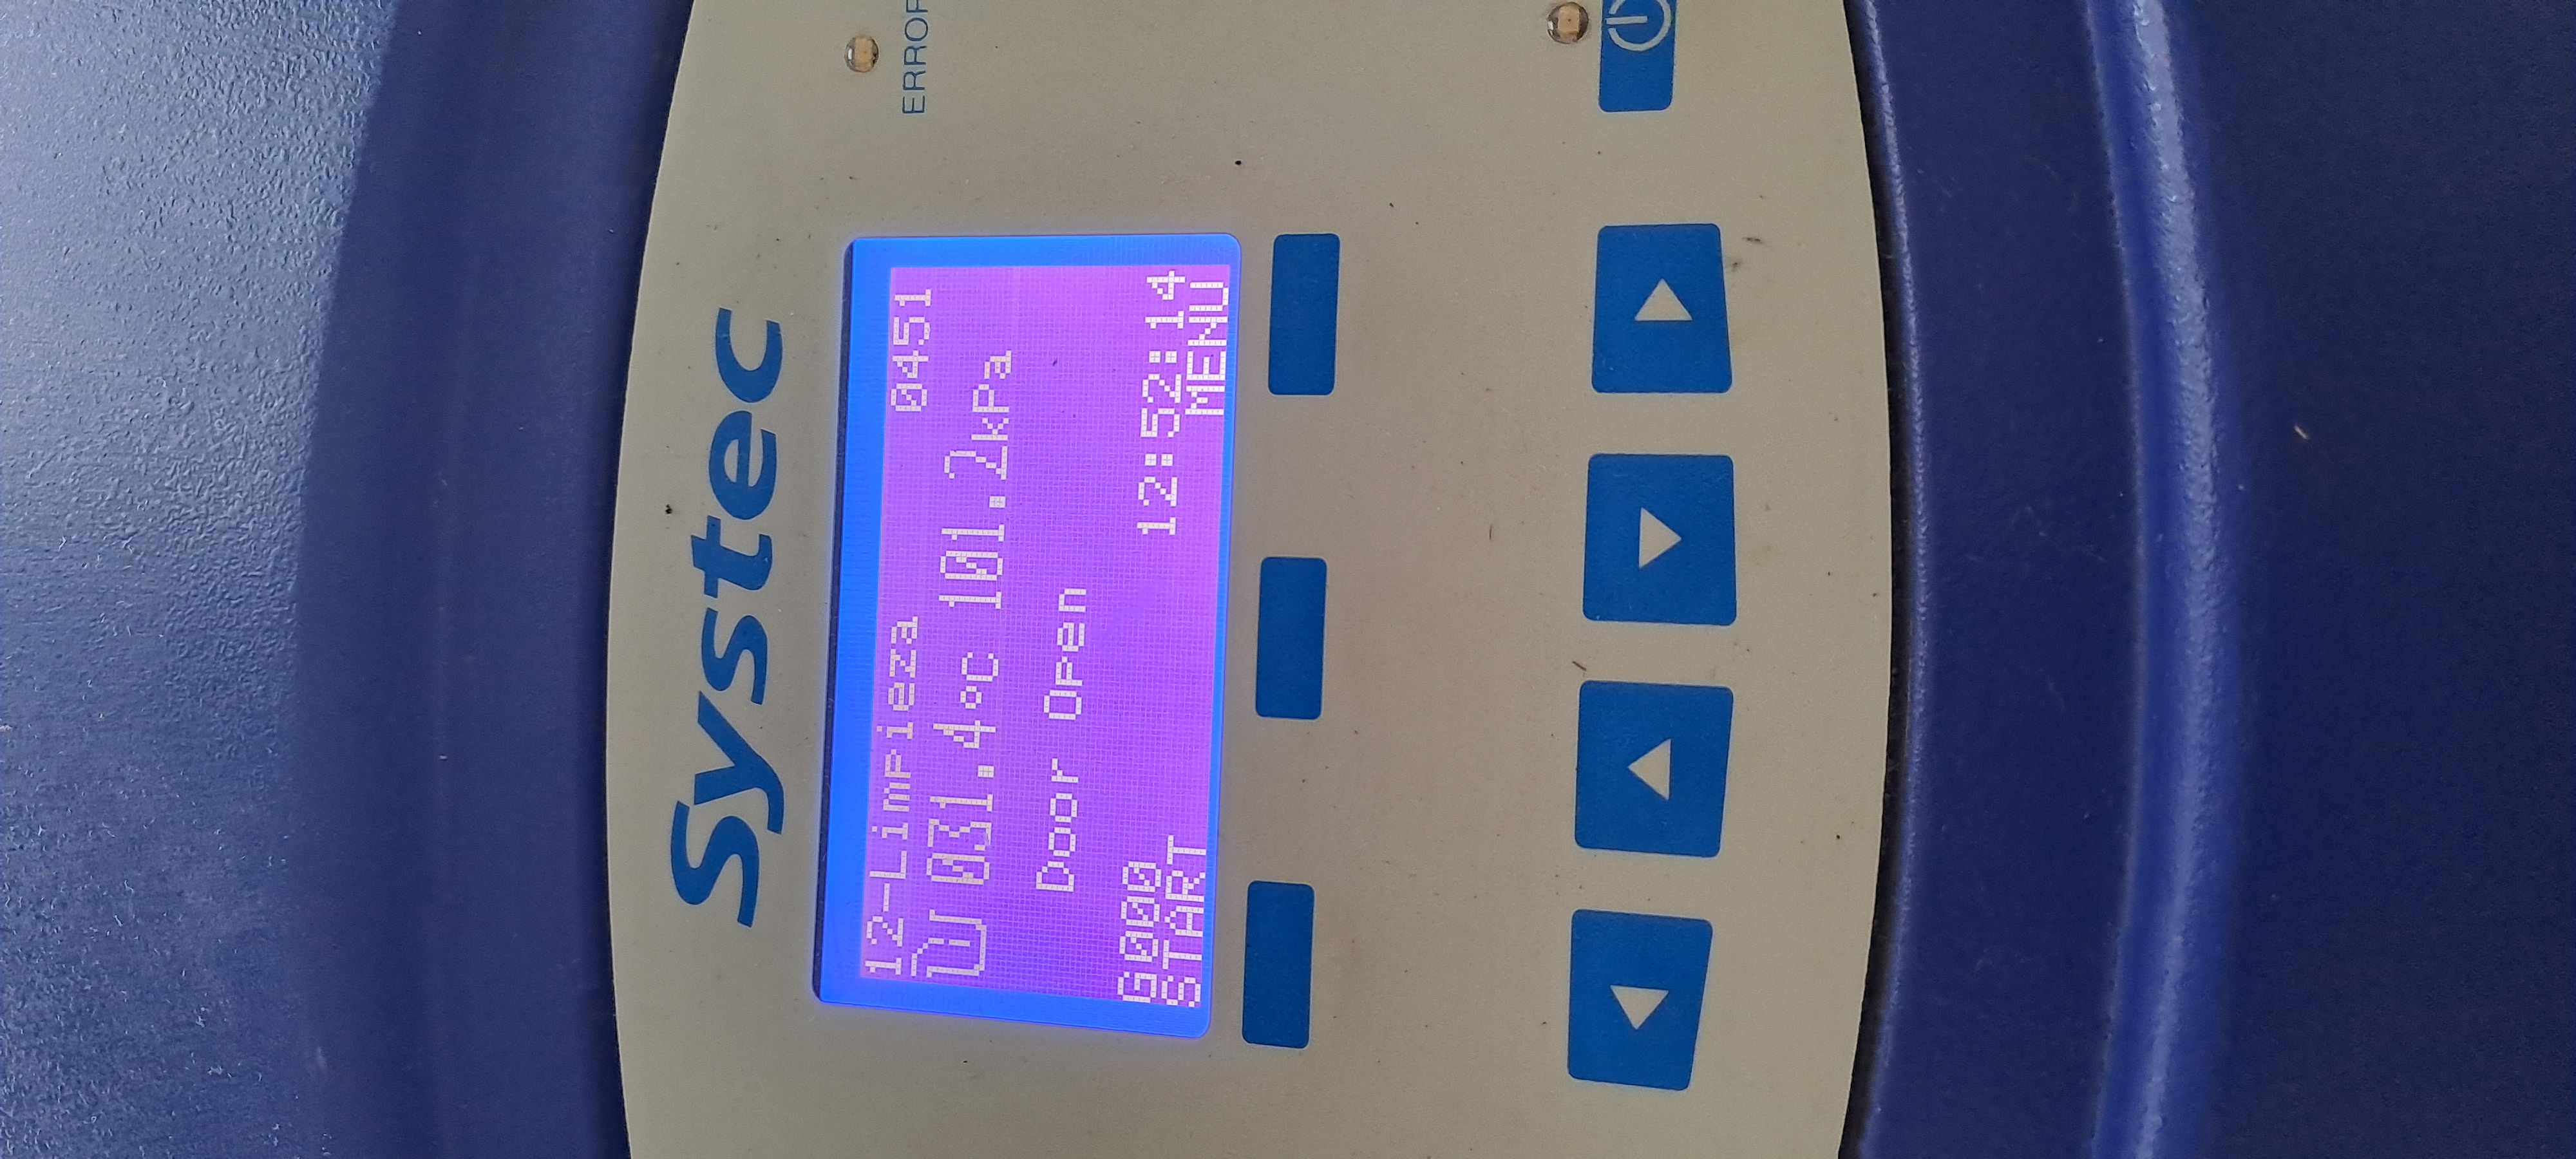 Systec
12-Limpieza 0451
031.4°C 101.2kPa
Door Open
G000 12:52:14
START MENU
ERROR